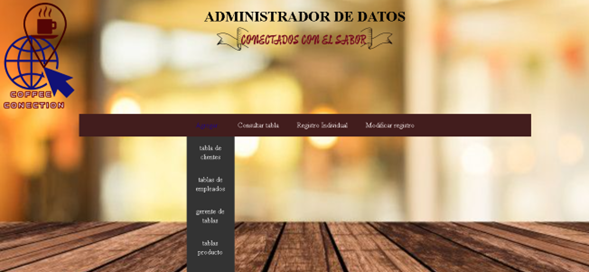 ADMINISTRADOR DE DATOS
CONECTADOS CON EL SABOR
COFFEE
CONECTION
Consultar tabla
Registro Individual
Modificar registro
tabla de
clientes
tablas de
empleados
gerente de
tablas
tablas
producto